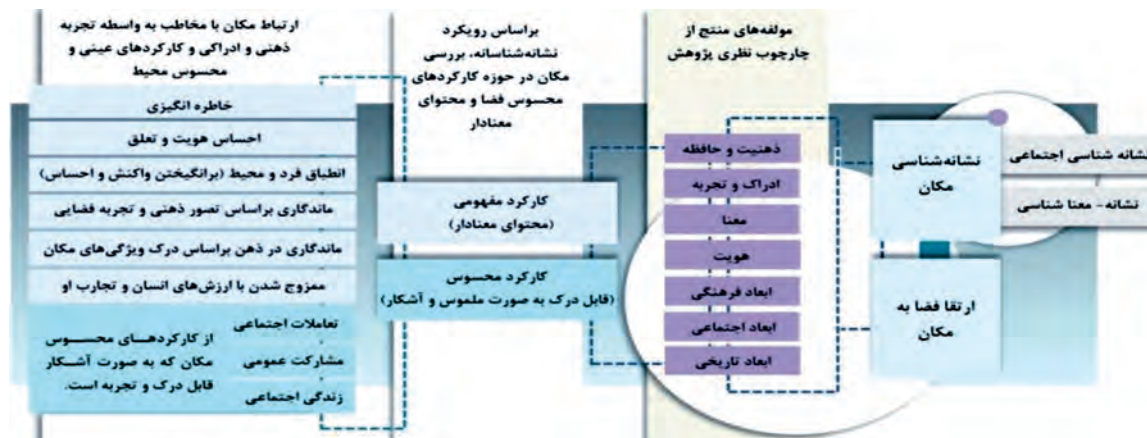 نشانه شناسی اجتماعی
نشانه - معنا شناسی
نشانه‌شناسی
مکان
ارتقا فضا به
مکان
مولفه‌های منتج از
چارچوب نظری پژوهش
ذهنیت و حافظه
ادراک و تجربه
معنا
هویت
ابعاد فرهنگی
ابعاد اجتماعی
ابعاد تاریخی
براساس رویکرد
نشانه‌شناسانه، بررسی
مکان در حوزه کارکردهای
محسوس فضا و محتوای
معنادار
کارکرد مفهومی
(محتوای معنادار)
کارکرد محسوس
(قابل درک به صورت ملموس و آشکار)
ارتباط مکان با مخاطب به واسطه تجربه
ذهنی و ادراکی و کارکردهای عینی و
محسوس محیط
خاطره انگیزی
احساس هویت و تعلق
انطباق فرد و محیط (برانگیختن واکنش و احساس)
ماندگاری براساس تصور ذهنی و تجربه فضایی
ماندگاری در ذهن براساس درک ویژگی‌های مکان
ممزوج شدن با ارزش‌های انسان و تجارب او
تعاملات اجتماعی
مشارکت عمومی
زندگی اجتماعی
از کارکردهــای محســوس
مکان که به صورت آشــکار
قابل درک و تجربه است.